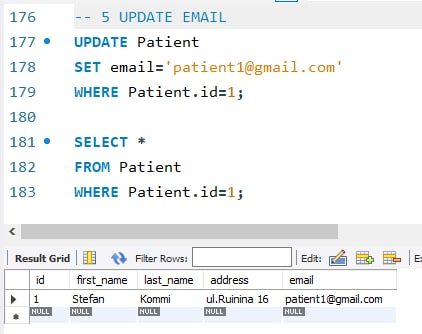 176 -- 5 UPDATE EMAIL
177 UPDATE Patient
178 SET email='patient1@gmail.com'
179 WHERE Patient.id=1;
180
181 SELECT *
182 FROM Patient
183 WHERE Patient.id=1;
Result Grid Filter Rows: Edit:
id first_name last_name address email
1 Stefan Kommi ul.Ruinina 16 patient1@gmail.com
NULL NULL NULL NULL NULL